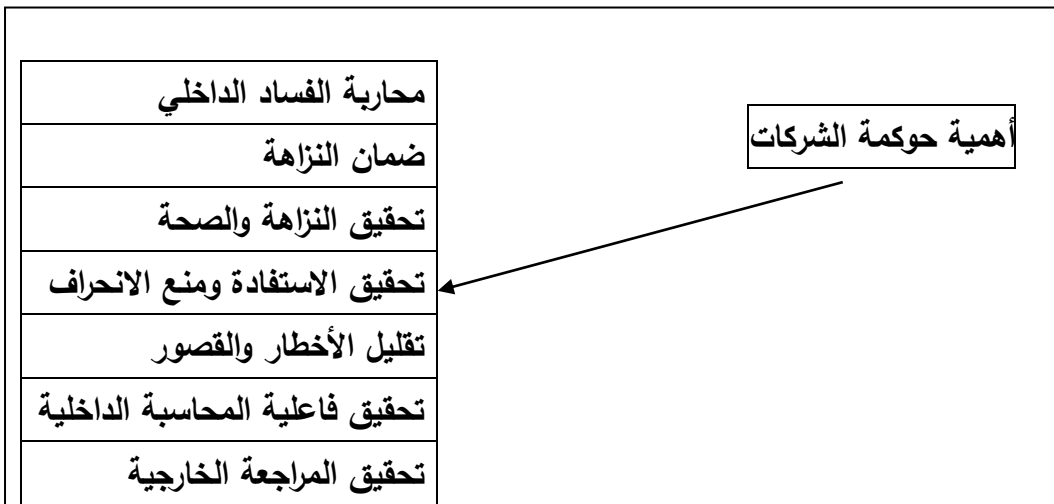 أهمية حوكمة الشركات
محاربة الفساد الداخلي
ضمان النزاهة
تحقيق النزاهة والصحة
تحقيق الاستفادة ومنع الانحراف
تقليل الأخطار والقصور
تحقيق فاعلية المحاسبة الداخلية
تحقيق المراجعة الخارجية